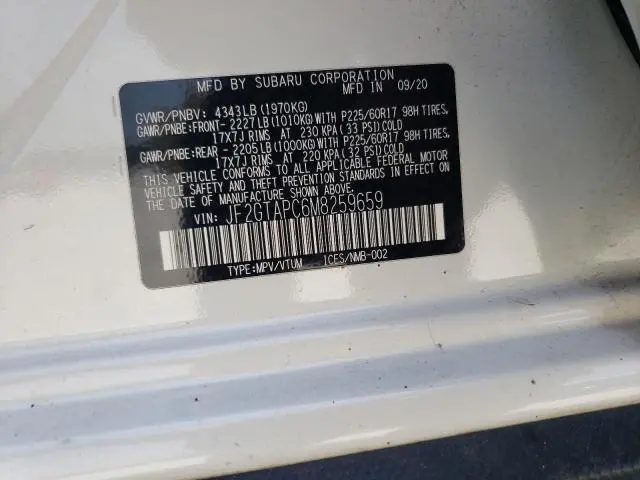 MFD BY SUBARU CORPORATION
MFD IN 09/20
GVWR/PNBV: 4343LB (1970KG)
GAWR/PNBE:FRONT- 2227LB (1010KG)WITH P225/60R17 98H TIRES,
17X7J RIMS AT 230 KPA (33 PSI)COLD
GAWR/PNBE:REAR - 2205LB (1000KG)WITH P225/60R17 98H TIRES,
17X7J RIMS AT 220 KPA (32 PSI)COLD
THIS VEHICLE CONFORMS TO ALL APPLICABLE FEDERAL MOTOR
VEHICLE SAFETY AND BUMPER STANDARDS IN EFFECT ON
THE DATE OF MANUFACTURE SHOWN ABOVE.
VIN: JF2GTAPC6M8259659
TYPE:MPV/VTUM ICES/NMB-002